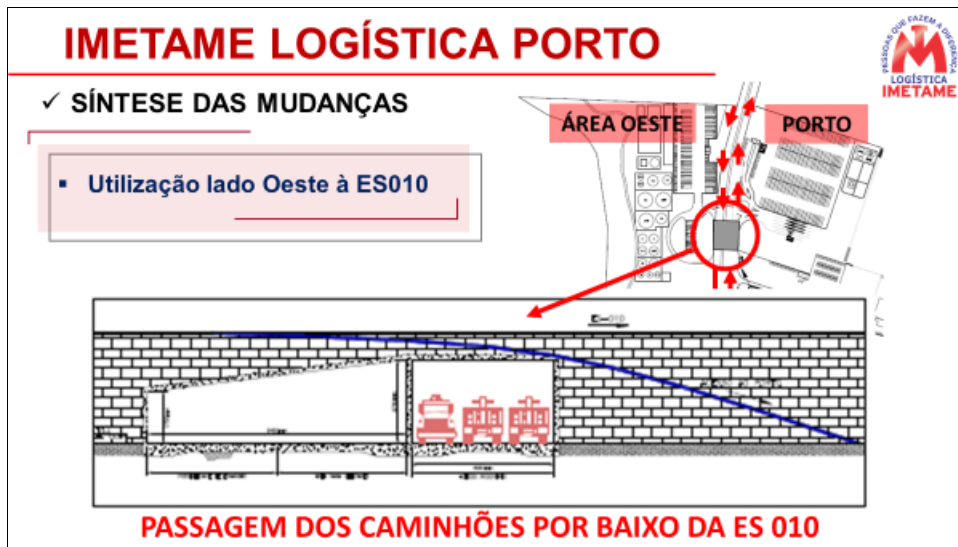 IMETAME LOGÍSTICA PORTO
PESSOAS QUE FAZEM A DIFERENÇA
LOGÍSTICA
IMETAME
✓ SÍNTESE DAS MUDANÇAS
ÁREA OESTE
PORTO
▪ Utilização lado Oeste à ES010
PASSAGEM DOS CAMINHÕES POR BAIXO DA ES 010